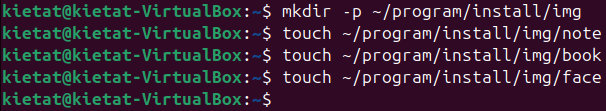 kietat@kietat-VirtualBox:~$ mkdir -p ~/program/install/img
kietat@kietat-VirtualBox:~$ touch ~/program/install/img/note
kietat@kietat-VirtualBox:~$ touch ~/program/install/img/book
kietat@kietat-VirtualBox:~$ touch ~/program/install/img/face
kietat@kietat-VirtualBox:~$